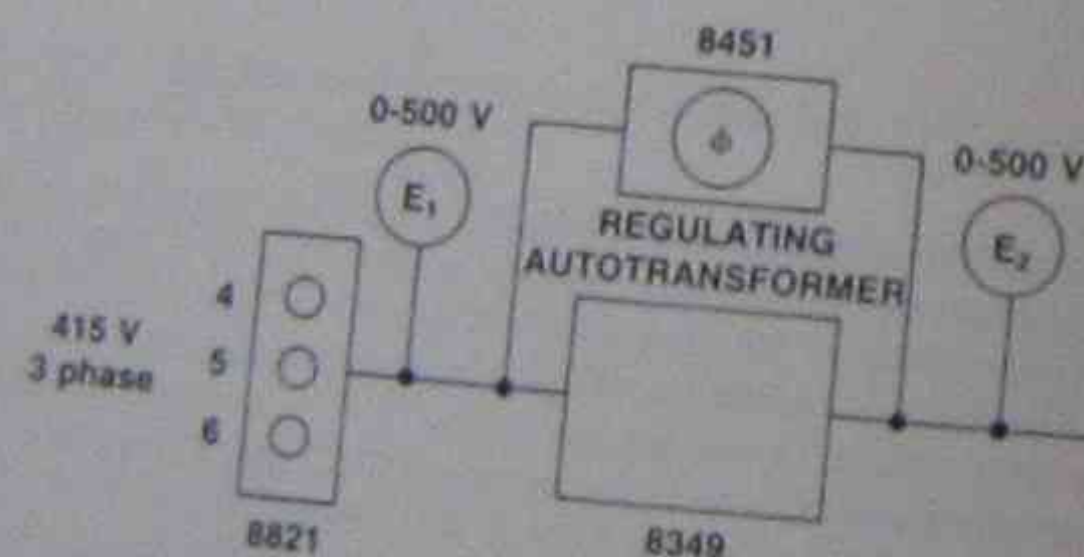 8451
0-500 V
ϕ
0-500 V
E₁
REGULATING
AUTOTRANSFORMER
E₂
4
415 V
3 phase
5
6
8821
8349